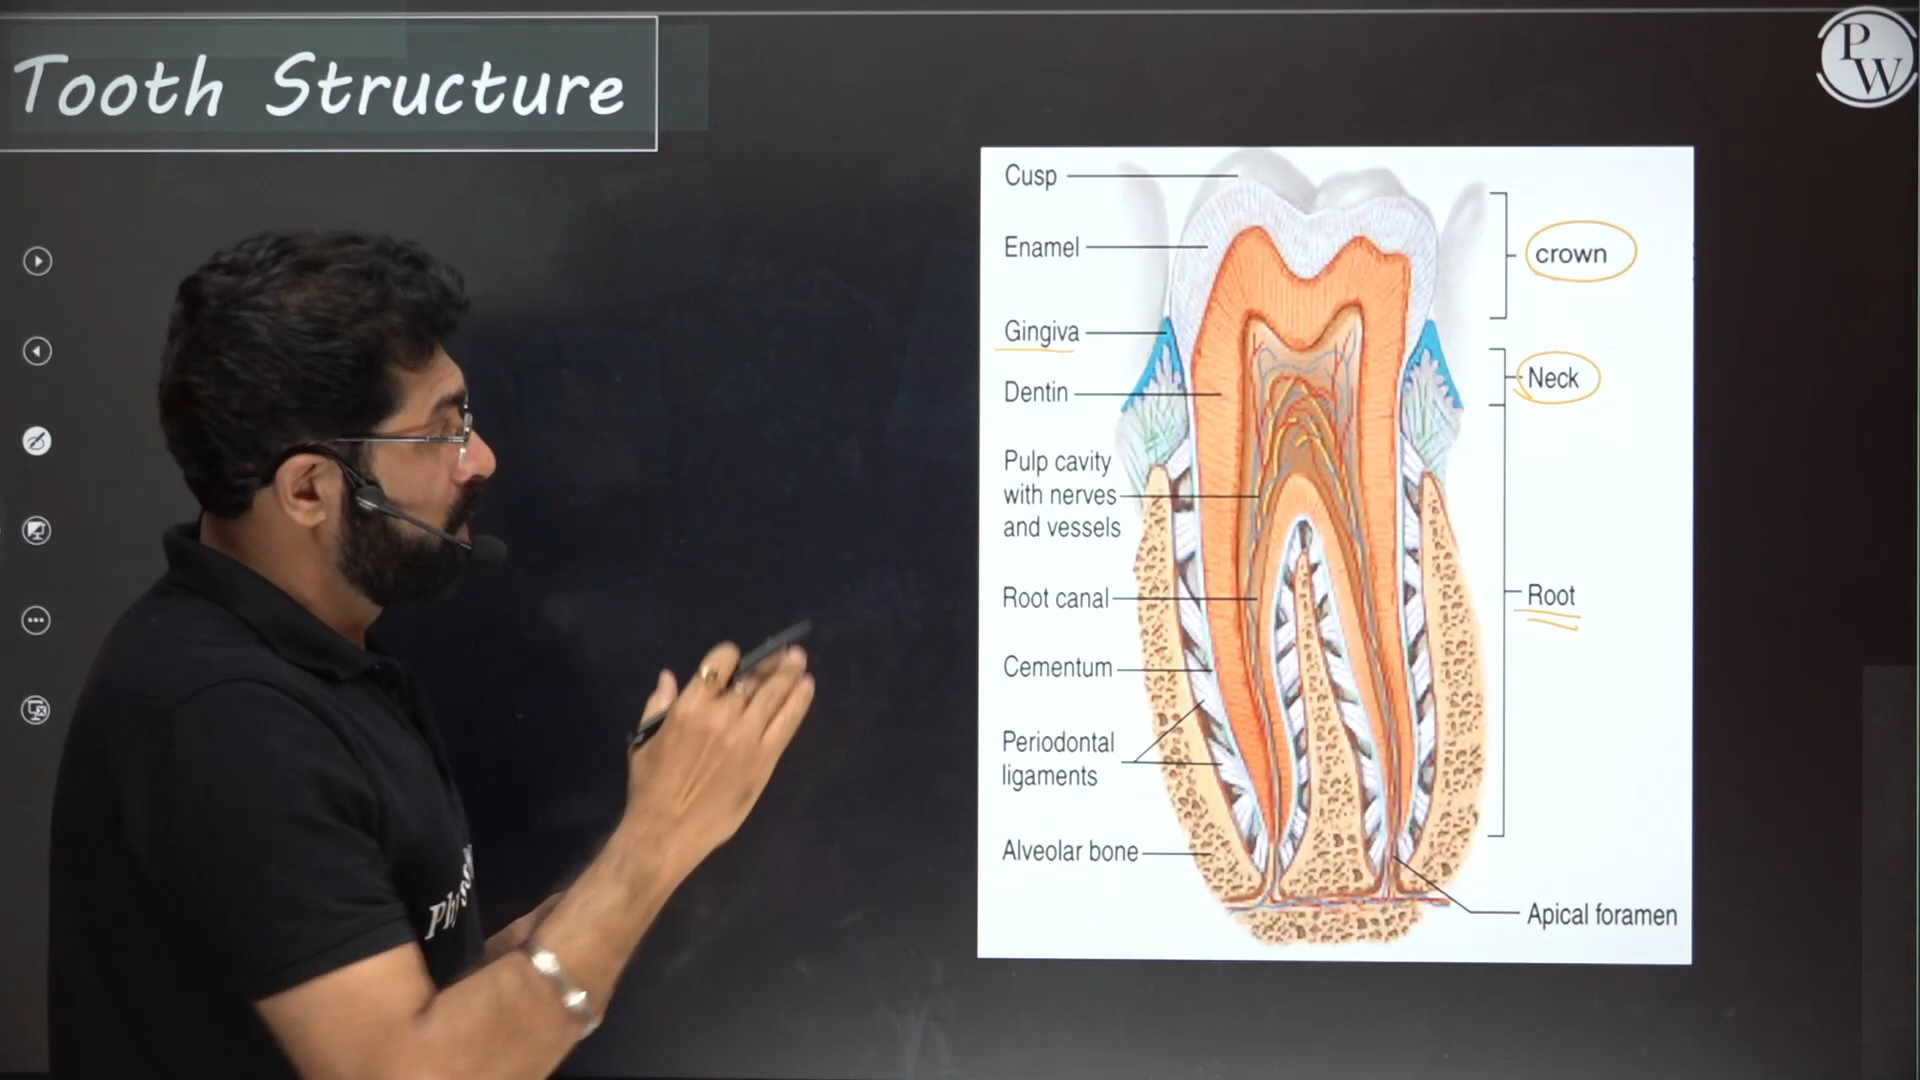 Tooth Structure
PW
Cusp
Enamel
Gingiva
Dentin
Pulp cavity
with nerves
and vessels
Root canal
Cementum
Periodontal
ligaments
Alveolar bone
crown
Neck
Root
Apical foramen